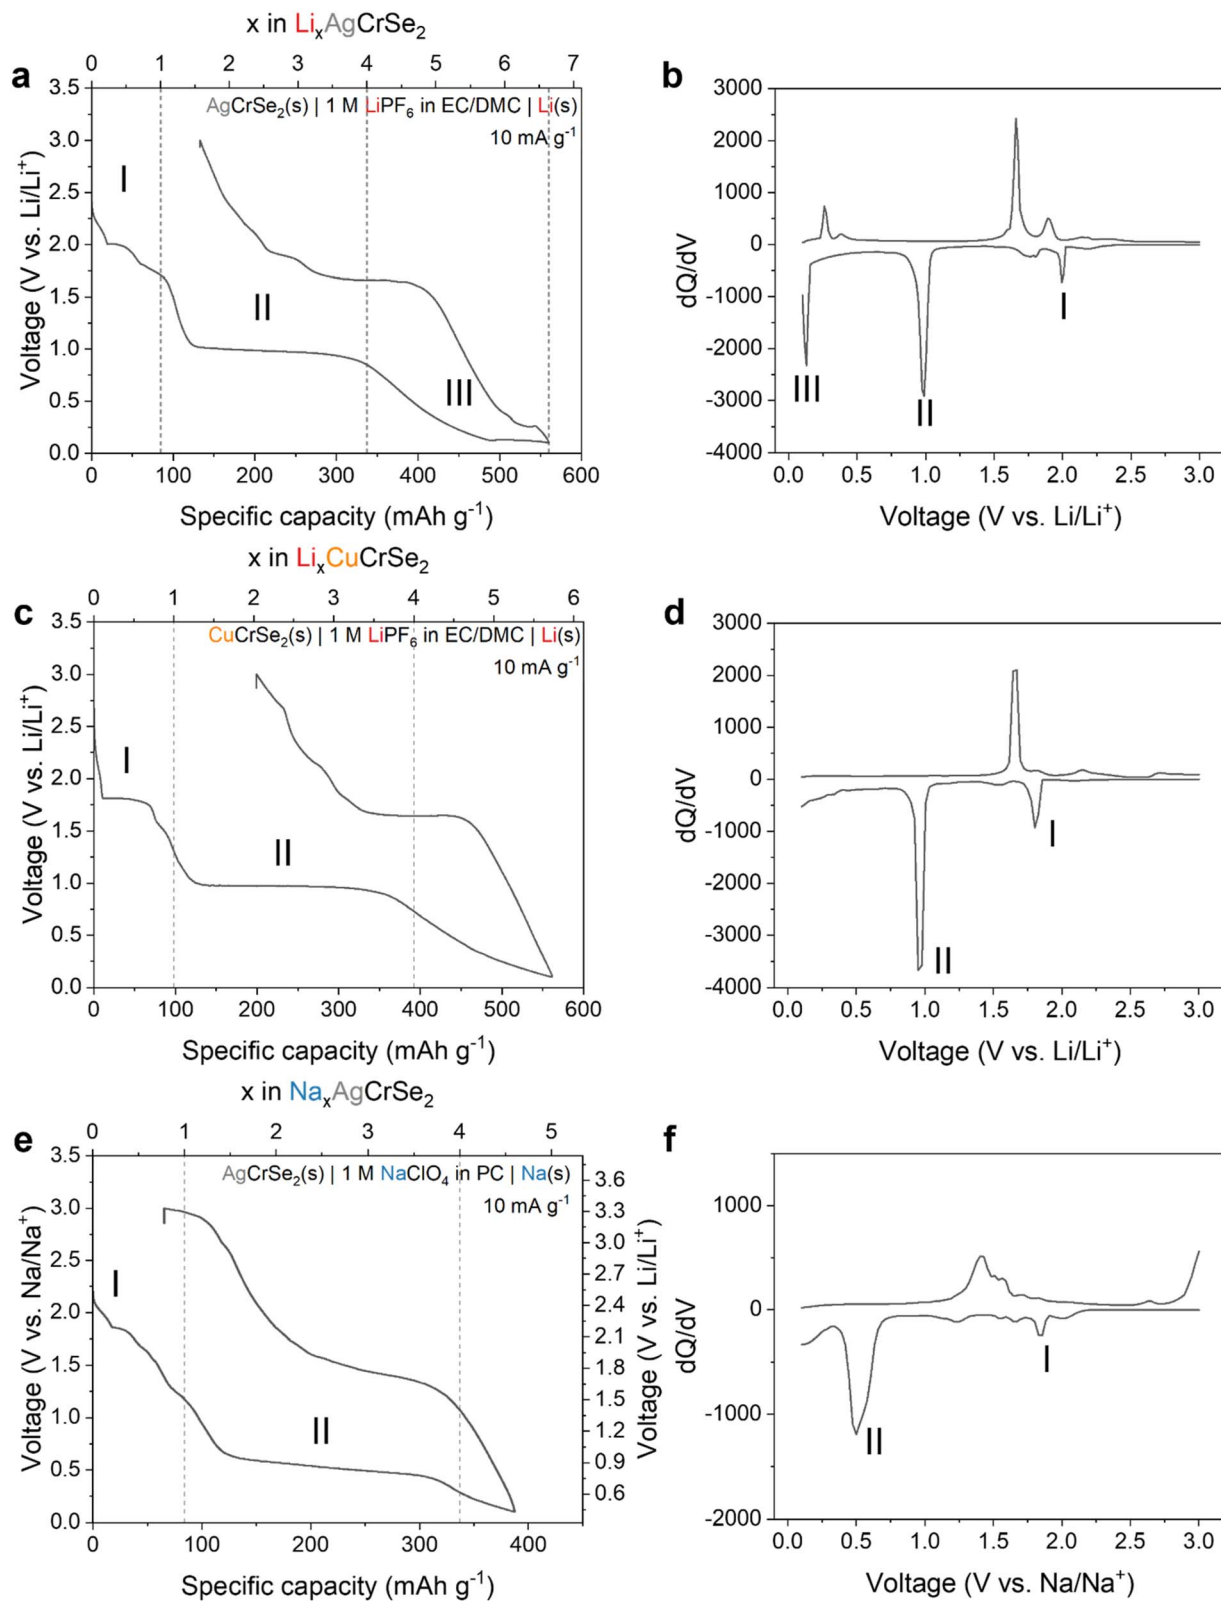 x in LiₓAgCrSe₂
0 1 2 3 4 5 6 7
a
AgCrSe₂(s) | 1 M LiPF₆ in EC/DMC | Li(s)
10 mA g⁻¹
3.5
3.0
2.5
2.0
1.5
1.0
0.5
0.0
Voltage (V vs. Li/Li⁺)
I
II
III
0 100 200 300 400 500 600
Specific capacity (mAh g⁻¹)
b
3000
2000
1000
0
-1000
-2000
-3000
-4000
dQ/dV
I
III
II
0.0 0.5 1.0 1.5 2.0 2.5 3.0
Voltage (V vs. Li/Li⁺)
x in LiₓCuCrSe₂
0 1 2 3 4 5 6
c
CuCrSe₂(s) | 1 M LiPF₆ in EC/DMC | Li(s)
10 mA g⁻¹
3.5
3.0
2.5
2.0
1.5
1.0
0.5
0.0
Voltage (V vs. Li/Li⁺)
I
II
0 100 200 300 400 500 600
Specific capacity (mAh g⁻¹)
d
3000
2000
1000
0
-1000
-2000
-3000
-4000
dQ/dV
I
II
0.0 0.5 1.0 1.5 2.0 2.5 3.0
Voltage (V vs. Li/Li⁺)
x in NaₓAgCrSe₂
0 1 2 3 4 5
e
AgCrSe₂(s) | 1 M NaClO₄ in PC | Na(s)
10 mA g⁻¹
3.5
3.0
2.5
2.0
1.5
1.0
0.5
0.0
Voltage (V vs. Na/Na⁺)
I
II
3.6
3.3
3.0
2.7
2.4
2.1
1.8
1.5
1.2
0.9
0.6
Voltage (V vs. Li/Li⁺)
0 100 200 300 400
Specific capacity (mAh g⁻¹)
f
1000
0
-1000
-2000
dQ/dV
I
II
0.0 0.5 1.0 1.5 2.0 2.5 3.0
Voltage (V vs. Na/Na⁺)